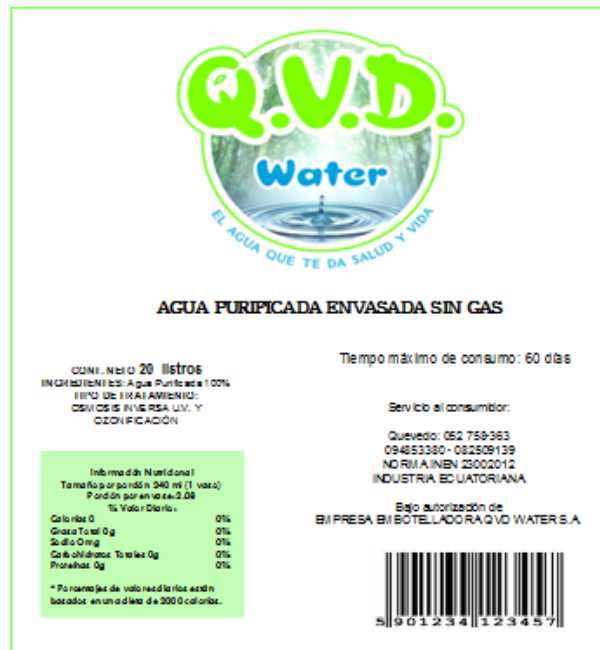 Q.V.D.
Water
EL AGUA QUE TE DA SALUD Y VIDA
AGUA PURIFICADA ENVASADA SIN GAS
CONT. NETO 20 listros
INGREDIENTES: Agua Purificada 100%
TIPO DE TRATAMIENTO:
OSMOSIS INVERSA U.V. Y
OZONIFICACIÓN
Información Nutricional
Tamaño por porción 240 ml (1 vaso)
Porción por envase:2.08
% Valor Diario*
Calorías 0 0%
Grasa Total 0g 0%
Sodio 0mg 0%
Carbohidratos Totales 0g 0%
Proteínas 0g 0%
* Porcentajes de valores diarios están
basados en una dieta de 2000 calorías.
Tiempo máximo de consumo: 60 días
Servicio al consumidor:
Quevedo: 052 758-363
094853380 - 082509139
NORMA INEN 23002012
INDUSTRIA ECUATORIANA
Bajo autorización de
EMPRESA EMBOTELLADORA QVD WATER S.A.
5 901234 123457